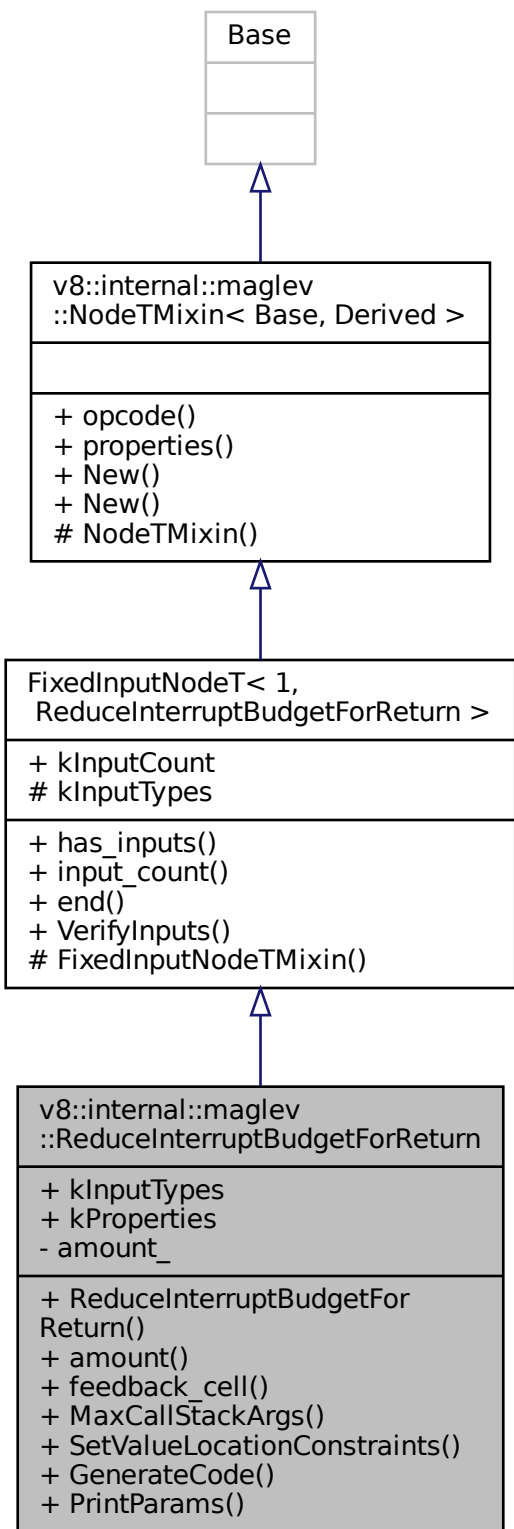 Base
v8::internal::maglev
::NodeTMixin< Base, Derived >
+ opcode()
+ properties()
+ New()
+ New()
# NodeTMixin()
FixedInputNodeT< 1,
 ReduceInterruptBudgetForReturn >
+ kInputCount
# kInputTypes
+ has_inputs()
+ input_count()
+ end()
+ VerifyInputs()
# FixedInputNodeTMixin()
v8::internal::maglev
::ReduceInterruptBudgetForReturn
+ kInputTypes
+ kProperties
- amount_
+ ReduceInterruptBudgetFor
Return()
+ amount()
+ feedback_cell()
+ MaxCallStackArgs()
+ SetValueLocationConstraints()
+ GenerateCode()
+ PrintParams()